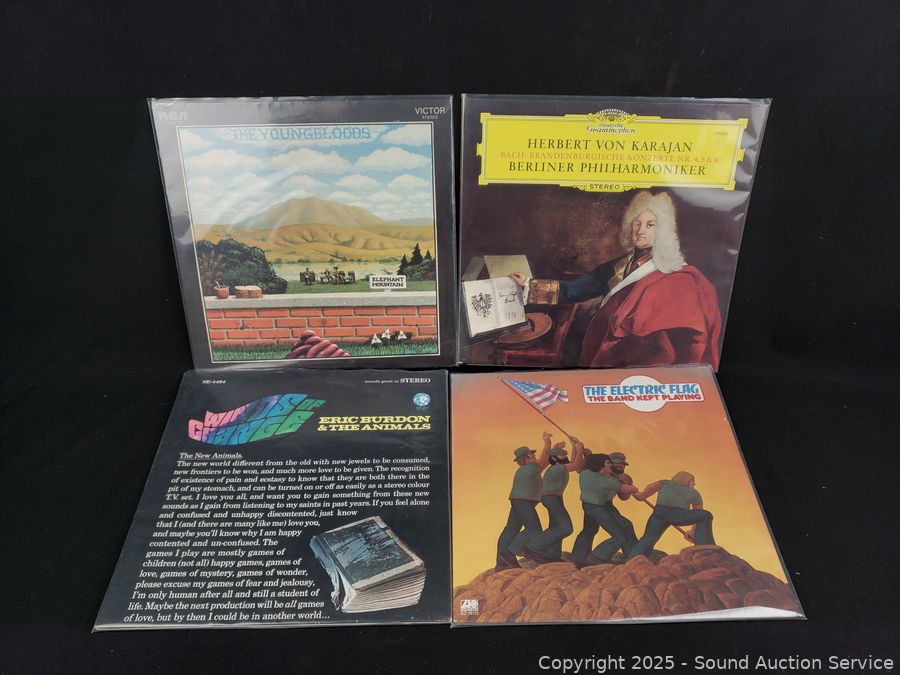 RCA
VICTOR
STEREO
THE YOUNGBLOODS
ELEPHANT
MOUNTAIN
Deutsche
Grammophon
HERBERT VON KARAJAN
BACH: BRANDENBURGISCHE KONZERTE NR. 4, 5 & 6
BERLINER PHILHARMONIKER
STEREO
SE-4484
sounds great in STEREO
WINDS OF
CHANGE
ERIC BURDON
& THE ANIMALS
The New Animals.
The new world different from the old with new jewels to be consumed,
new frontiers to be won, and much more love to be given. The recognition
of existence of pain and ecstasy to know that they are both there in the
pit of my stomach, and can be turned on or off as easily as a stereo colour
T.V. set. I love you all, and want you to gain something from these new
sounds as I gain from listening to my saints in past years. If you feel alone
and confused and unhappy discontented, just know
that I (and there are many like me) love you,
and maybe you'll know why I am happy
contented and un-confused. The
games I play are mostly games of
children (not all) happy games, games of
love, games of mystery, games of wonder,
please excuse my games of fear and jealousy,
I'm only human after all and still a student of
life. Maybe the next production will be all games
of love, but by then I could be in another world...
THE ELECTRIC FLAG
THE BAND KEPT PLAYING
Copyright 2025 - Sound Auction Service